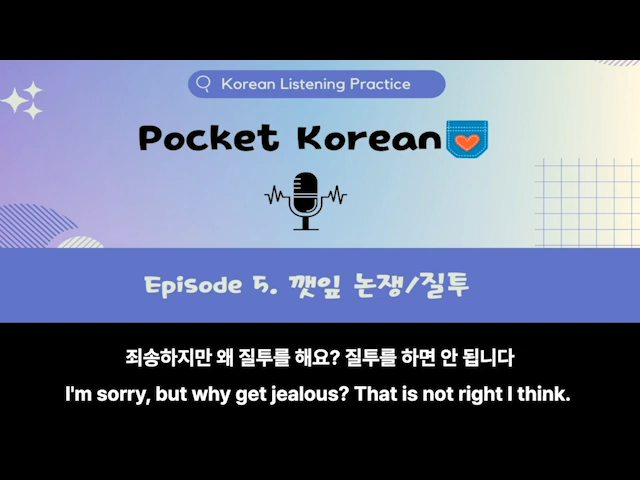 Korean Listening Practice
Pocket Korean
Episode 5. 깻잎 논쟁/질투
죄송하지만 왜 질투를 해요? 질투를 하면 안 됩니다
I'm sorry, but why get jealous? That is not right I think.